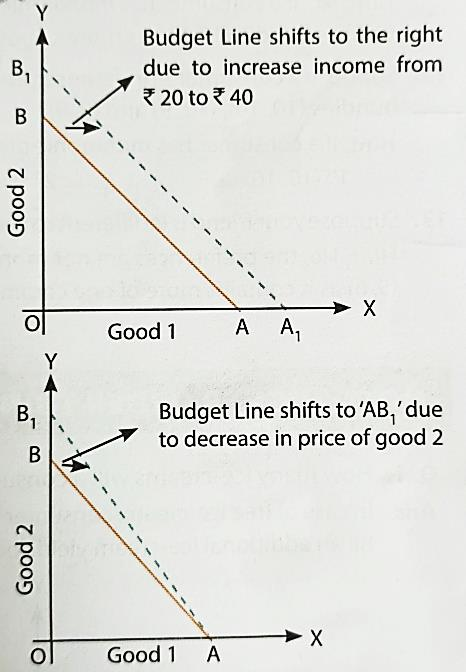 Y
Budget Line shifts to the right
B₁
due to increase income from
₹ 20 to ₹ 40
B
Good 2
O
Good 1
A
A₁
X
Y
B₁
Budget Line shifts to 'AB₁' due
to decrease in price of good 2
B
Good 2
O
Good 1
A
X